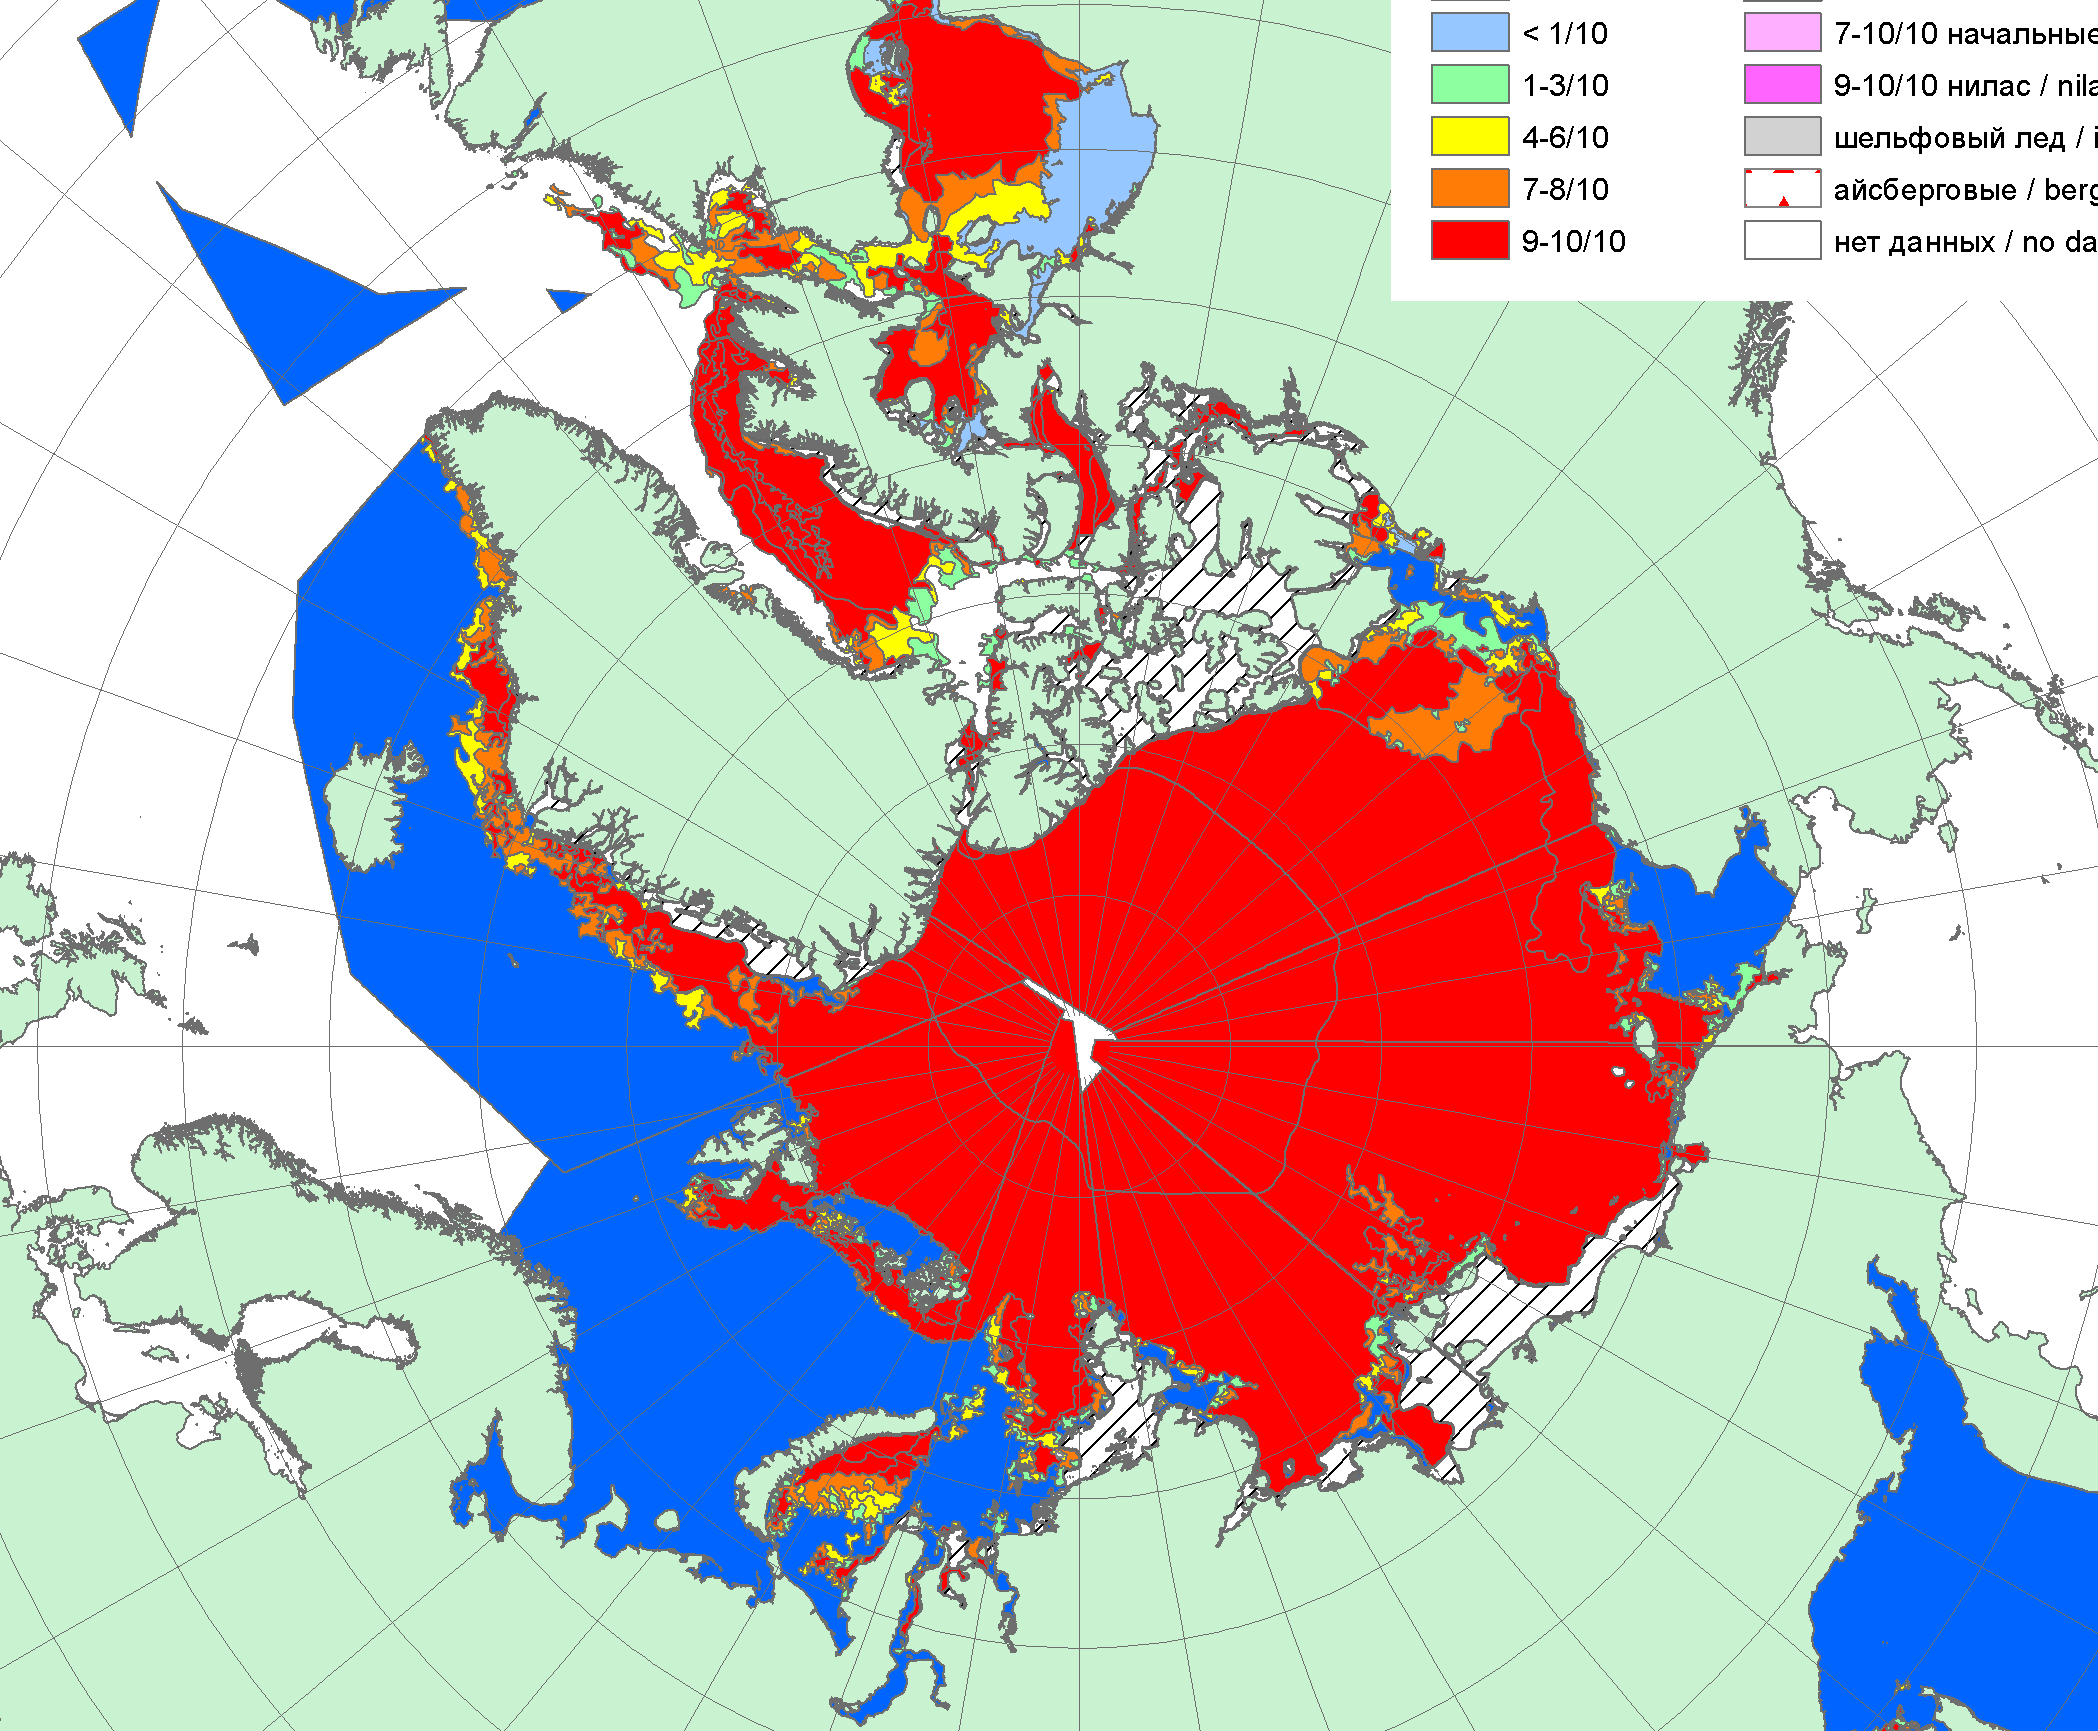 < 1/10
1-3/10
4-6/10
7-8/10
9-10/10
7-10/10 начальные
9-10/10 нилас / nila
шельфовый лед / i
айсберговые / berg
нет данных / no da